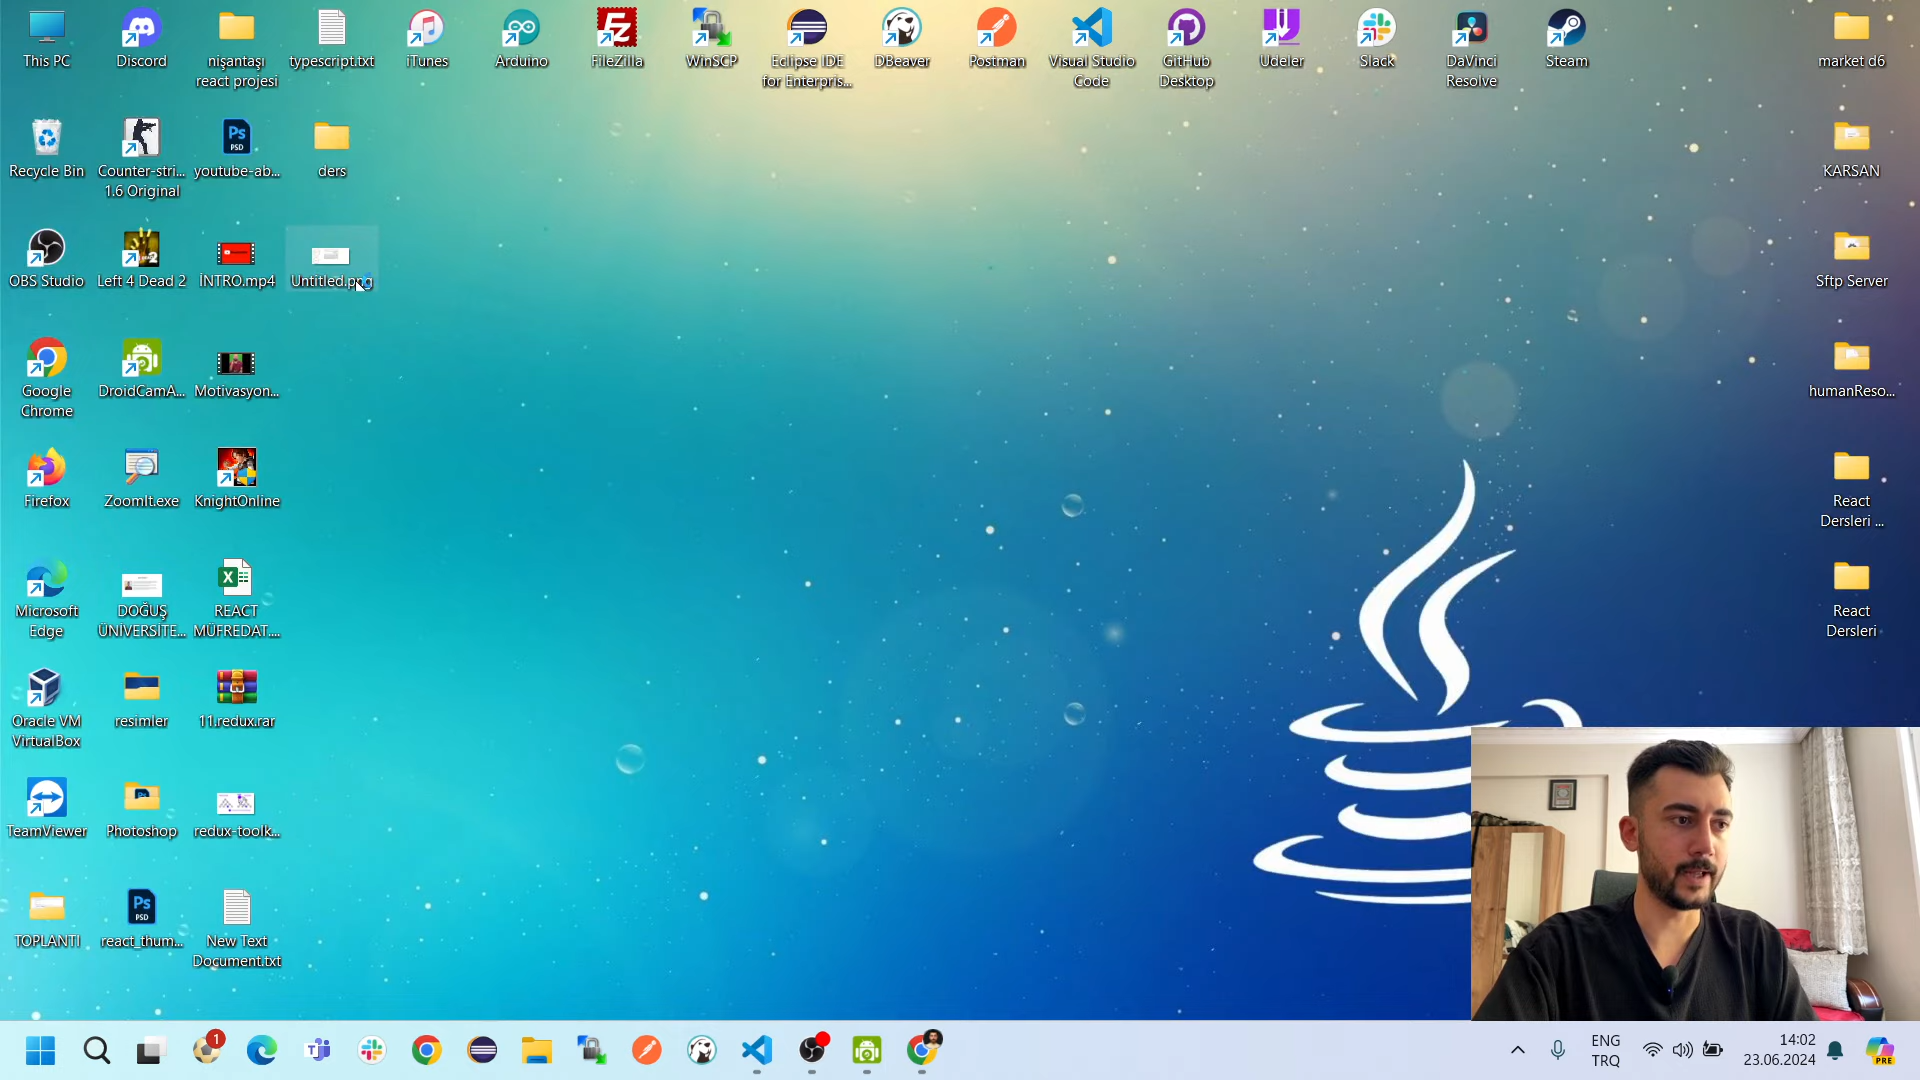 This PC
Discord
nişantaşı
react projesi
typescript.txt
iTunes
Arduino
FileZilla
WinSCP
Eclipse IDE
for Enterpris...
DBeaver
Postman
Visual Studio
Code
GitHub
Desktop
Udeler
Slack
DaVinci
Resolve
Steam
market d6
Recycle Bin
Counter-stri...
1.6 Original
youtube-ab...
ders
KARSAN
OBS Studio
Left 4 Dead 2
İNTRO.mp4
Untitled.png
Sftp Server
Google
Chrome
DroidCamA...
Motivasyon...
humanReso...
Firefox
ZoomIt.exe
KnightOnline
React
Dersleri ...
Microsoft
Edge
DOĞUŞ
ÜNİVERSİTE...
REACT
MÜFREDAT....
React
Dersleri
Oracle VM
VirtualBox
resimler
11.redux.rar
TeamViewer
Photoshop
redux-toolk...
TOPLANTI
react_thum...
New Text
Document.txt
1
ENG
TRQ
14:02
23.06.2024
PRE